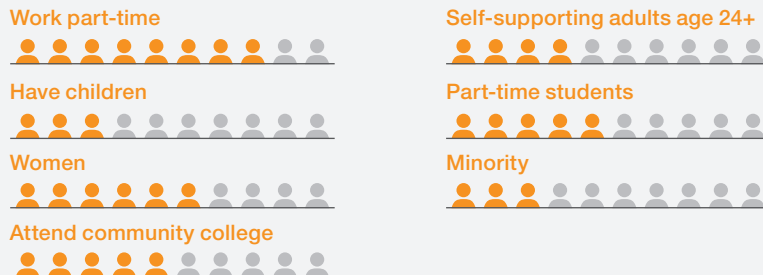 Work part-time
Have children
Women
Attend community college
Self-supporting adults age 24+
Part-time students
Minority